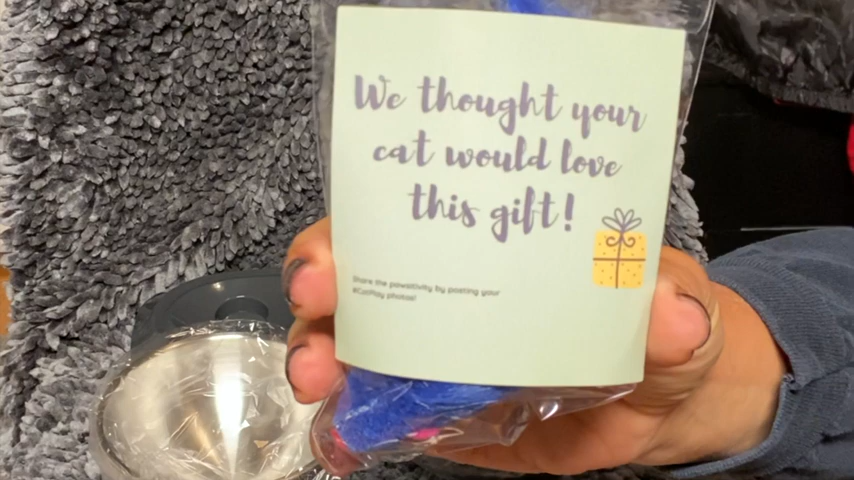 We thought your
cat would love
this gift!
Share the pawsitivity by posting your
#CatPlay photos!